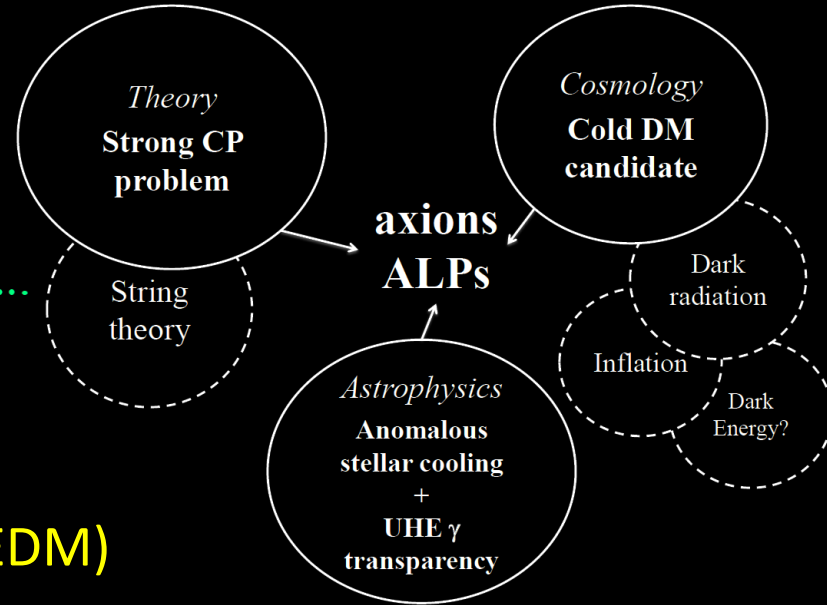 Theory
Strong CP
problem
Cosmology
Cold DM
candidate
axions
ALPs
...
String
theory
Dark
radiation
Inflation
Dark
Energy?
Astrophysics
Anomalous
stellar cooling
+
UHE γ
transparency
EDM)